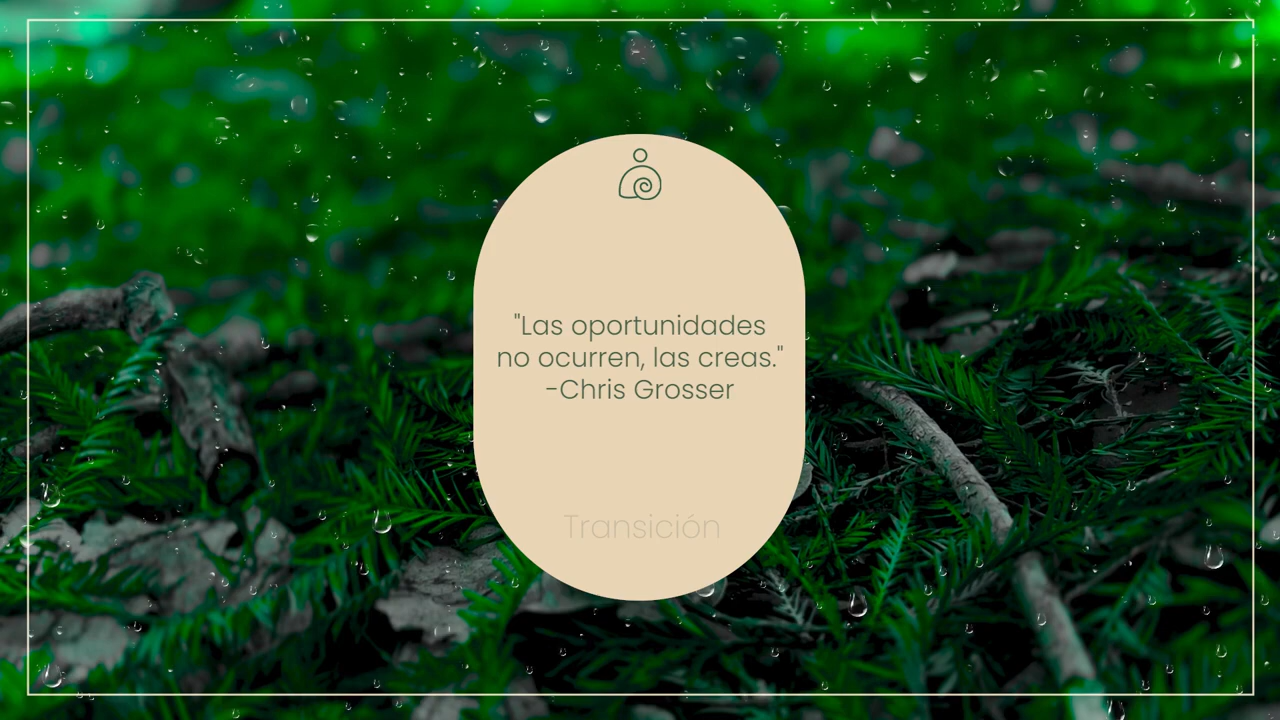 "Las oportunidades
no ocurren, las creas."
-Chris Grosser
Transición